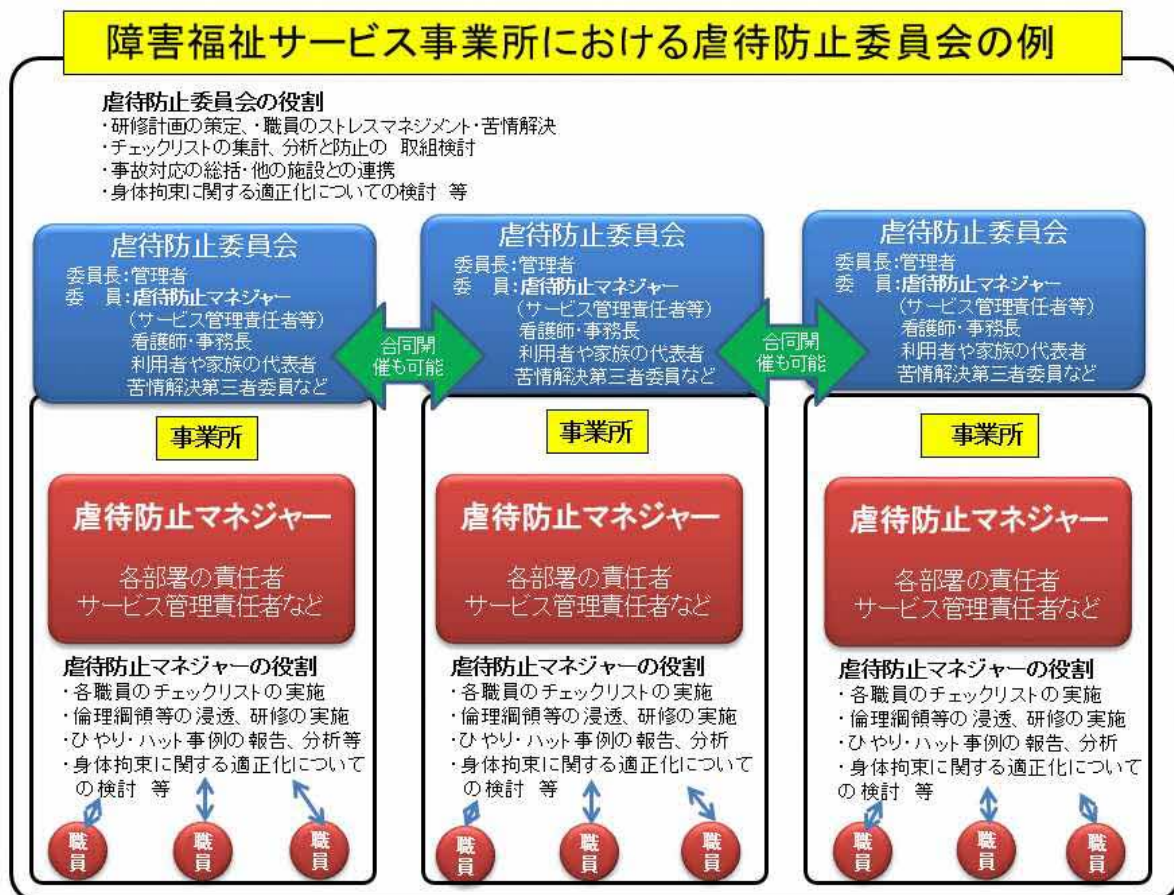 障害福祉サービス事業所における虐待防止委員会の例
虐待防止委員会の役割
・研修計画の策定、・職員のストレスマネジメント・苦情解決
・チェックリストの集計、分析と防止の 取組検討
・事故対応の総括・他の施設との連携
・身体拘束に関する適正化についての検討 等
虐待防止委員会
委員長：管理者
委 員：虐待防止マネジャー
（サービス管理責任者等）
看護師・事務長
利用者や家族の代表者
苦情解決第三者委員など
合同開
催も可能
虐待防止委員会
委員長：管理者
委 員：虐待防止マネジャー
（サービス管理責任者等）
看護師・事務長
利用者や家族の代表者
苦情解決第三者委員など
合同開
催も可能
虐待防止委員会
委員長：管理者
委 員：虐待防止マネジャー
（サービス管理責任者等）
看護師・事務長
利用者や家族の代表者
苦情解決第三者委員など
事業所
虐待防止マネジャー
各部署の責任者
サービス管理責任者など
虐待防止マネジャーの役割
・各職員のチェックリストの実施
・倫理綱領等の浸透、研修の実施
・ひやり・ハット事例の報告、分析等
・身体拘束に関する適正化について
の検討 等
職員
職員
職員
事業所
虐待防止マネジャー
各部署の責任者
サービス管理責任者など
虐待防止マネジャーの役割
・各職員のチェックリストの実施
・倫理綱領等の浸透、研修の実施
・ひやり・ハット事例の報告、分析
・身体拘束に関する適正化について
の検討 等
職員
職員
職員
事業所
虐待防止マネジャー
各部署の責任者
サービス管理責任者など
虐待防止マネジャーの役割
・各職員のチェックリストの実施
・倫理綱領等の浸透、研修の実施
・ひやり・ハット事例の報告、分析
・身体拘束に関する適正化について
の検討 等
職員
職員
職員